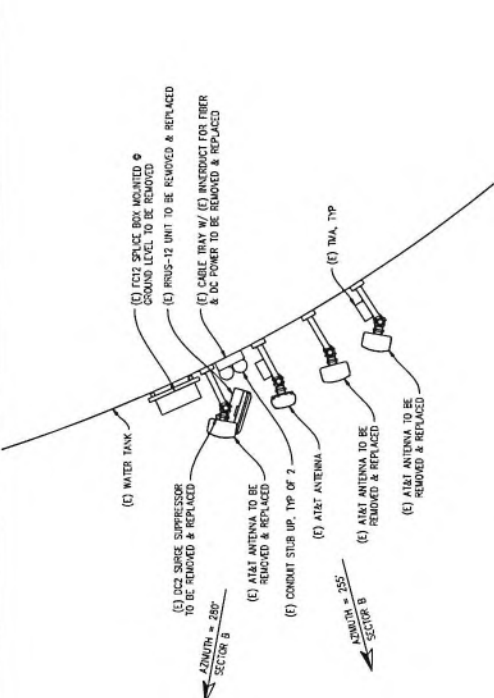 (E) WATER TANK
(E) FC12 SPLICE BOX MOUNTED @
GROUND LEVEL TO BE REMOVED
(E) RRUS-12 UNIT TO BE REMOVED & REPLACED
(E) CABLE TRAY W/ (E) INNERDUCT FOR FIBER
& DC POWER TO BE REMOVED & REPLACED
(E) TMA, TYP
(E) DC2 SURGE SUPPRESSOR
TO BE REMOVED & REPLACED
(E) AT&T ANTENNA TO BE
REMOVED & REPLACED
(E) CONDUIT STUB UP, TYP OF 2
(E) AT&T ANTENNA
(E) AT&T ANTENNA TO BE
REMOVED & REPLACED
(E) AT&T ANTENNA TO BE
REMOVED & REPLACED
AZIMUTH = 280°
SECTOR B
AZIMUTH = 255°
SECTOR B